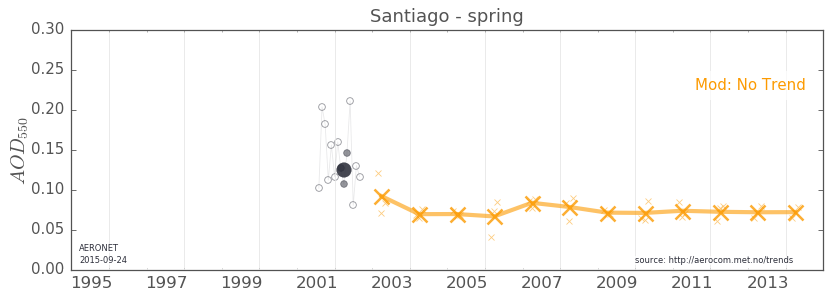 Santiago - spring
0.30
0.25
0.20
0.15
0.10
0.05
0.00
AOD550
Mod: No Trend
AERONET
2015-09-24
source: http://aerocom.met.no/trends
1995 1997 1999 2001 2003 2005 2007 2009 2011 2013